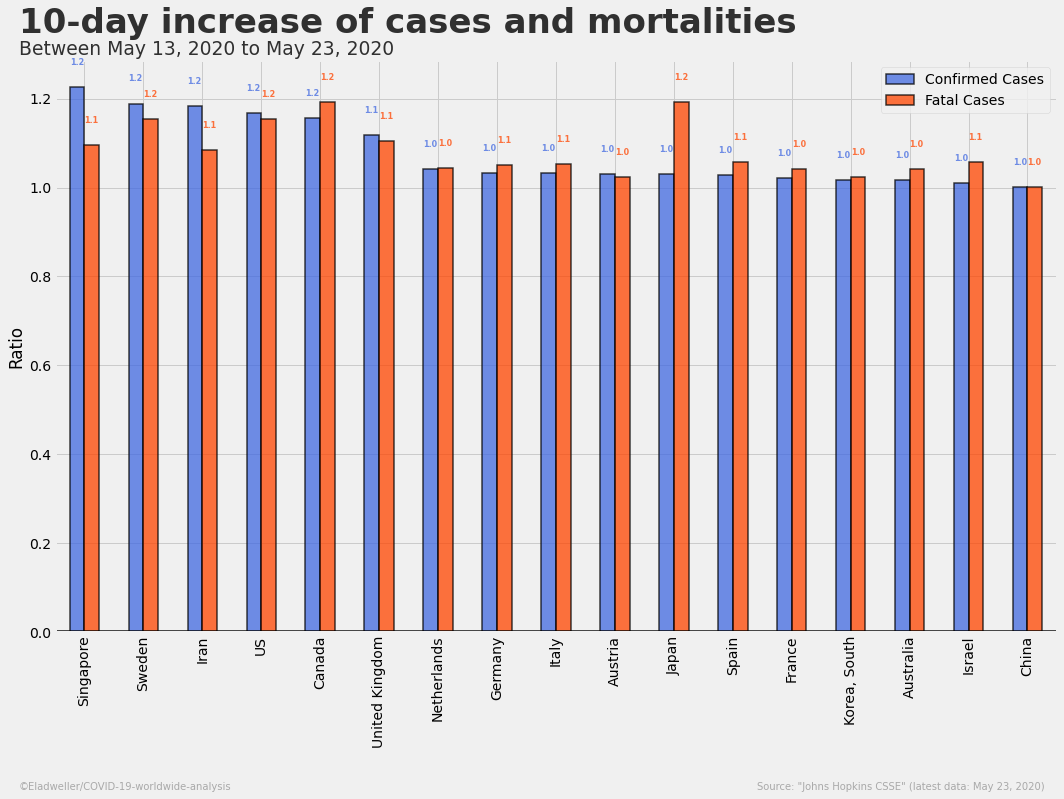 10-day increase of cases and mortalities
Between May 13, 2020 to May 23, 2020
Confirmed Cases
Fatal Cases
1.2 1.1 1.2 1.2 1.2 1.1 1.2 1.2 1.2 1.2 1.1 1.1 1.0 1.0 1.0 1.1 1.0 1.1 1.0 1.0 1.0 1.2 1.0 1.1 1.0 1.0 1.0 1.0 1.0 1.0 1.0 1.1 1.0 1.0
1.2
1.0
0.8
0.6
0.4
0.2
0.0
Ratio
Singapore
Sweden
Iran
US
Canada
United Kingdom
Netherlands
Germany
Italy
Austria
Japan
Spain
France
Korea, South
Australia
Israel
China
©Eladweller/COVID-19-worldwide-analysis
Source: "Johns Hopkins CSSE" (latest data: May 23, 2020)